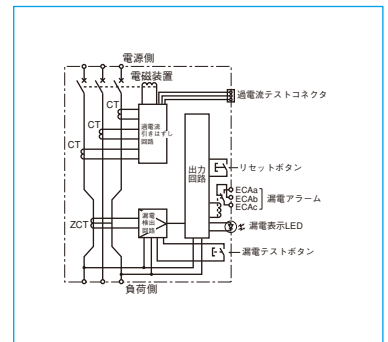 電源側
電磁装置
過電流テストコネクタ
CT
CT
CT
過電流
引きはずし
回路
出力
回路
リセットボタン
ECAa
ECAb
ECAc
漏電アラーム
ZCT
漏電
検出
回路
漏電表示LED
漏電テストボタン
負荷側